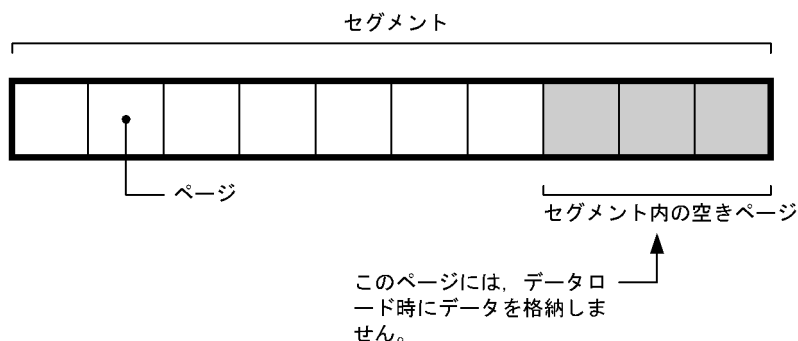 セグメント
ページ
セグメント内の空きページ
このページには，データロ
ード時にデータを格納しま
せん。